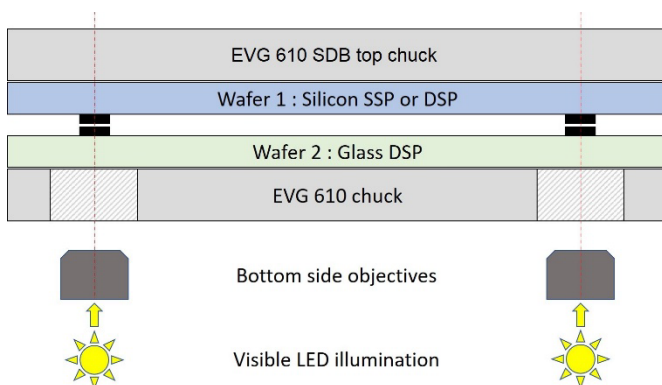 EVG 610 SDB top chuck
Wafer 1 : Silicon SSP or DSP
Wafer 2 : Glass DSP
EVG 610 chuck
Bottom side objectives
Visible LED illumination